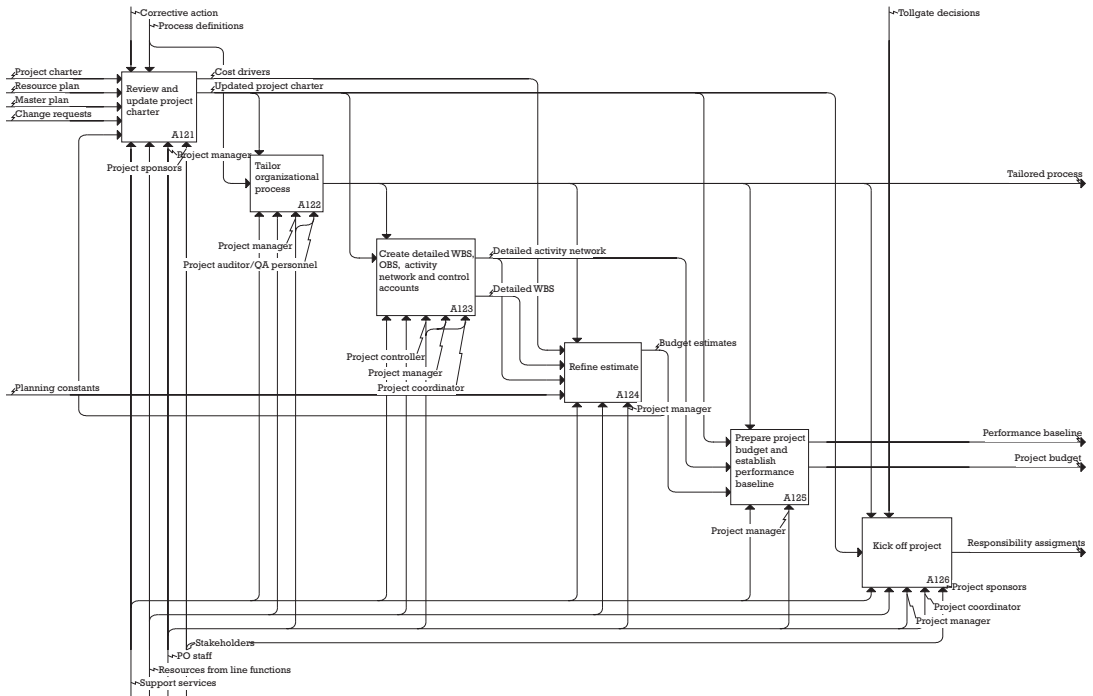 Corrective action
Process definitions
Tollgate decisions
Project charter
Resource plan
Master plan
Change requests
Review and
update project
charter
A121
Cost drivers
Updated project charter
Project manager
Project sponsors
Tailor
organizational
process
A122
Tailored process
Project manager
Project auditor/QA personnel
Create detailed WBS,
OBS, activity
network and control
accounts
A123
Detailed activity network
Detailed WBS
Project controller
Project manager
Project coordinator
Planning constants
Refine estimate
A124
Budget estimates
Project manager
Prepare project
budget and
establish
performance
baseline
A125
Performance baseline
Project budget
Project manager
Kick off project
A126
Responsibility assigments
Project sponsors
Project coordinator
Project manager
Stakeholders
PO staff
Resources from line functions
Support services